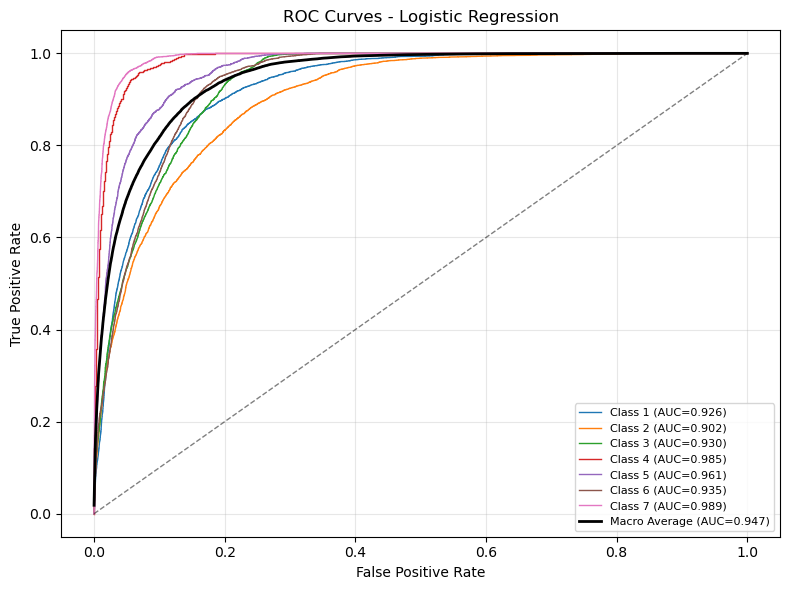 ROC Curves - Logistic Regression
True Positive Rate
1.0
0.8
0.6
0.4
0.2
0.0
0.0 0.2 0.4 0.6 0.8 1.0
False Positive Rate
Class 1 (AUC=0.926)
Class 2 (AUC=0.902)
Class 3 (AUC=0.930)
Class 4 (AUC=0.985)
Class 5 (AUC=0.961)
Class 6 (AUC=0.935)
Class 7 (AUC=0.989)
Macro Average (AUC=0.947)